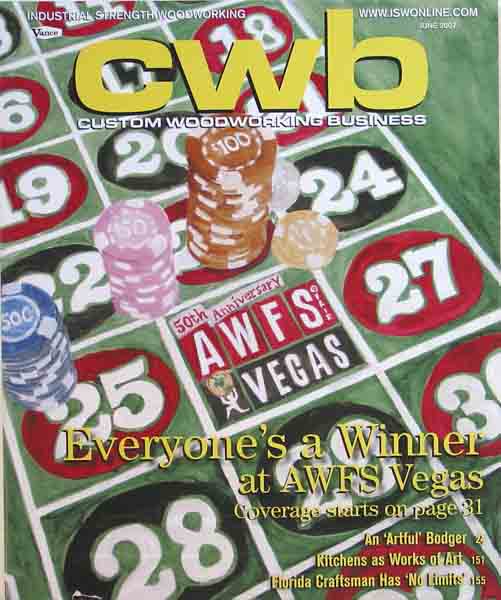 INDUSTRIAL STRENGTH WOODWORKING
WWW.ISWONLINE.COM
Vance
JUNE 2007
cwb
CUSTOM WOODWORKING BUSINESS
18
16
20
$100
19
24
22
50
27
50th Anniversary
AWFS
VEGAS
500
25
Everyone's a Winner
at AWFS Vegas
Coverage starts on page 31
An 'Artful' Bodger
Kitchens as Works of Art 151
Florida Craftsman Has 'No Limits' 155